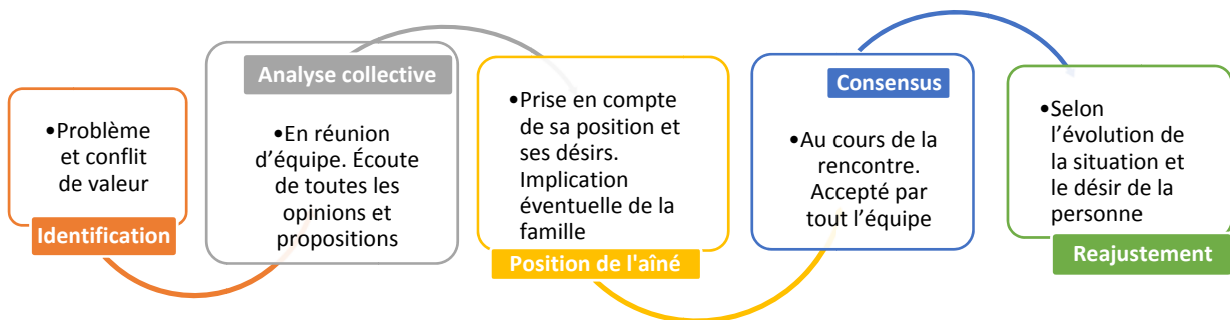 •Problème
et conflit
de valeur
Identification
Analyse collective
•En réunion
d’équipe. Écoute
de toutes les
opinions et
propositions
•Prise en compte
de sa position et
ses désirs.
Implication
éventuelle de la
famille
Position de l'aîné
Consensus
•Au cours de la
rencontre.
Accepté par
tout l’équipe
•Selon
l’évolution de
la situation et
le désir de la
personne
Reajustement